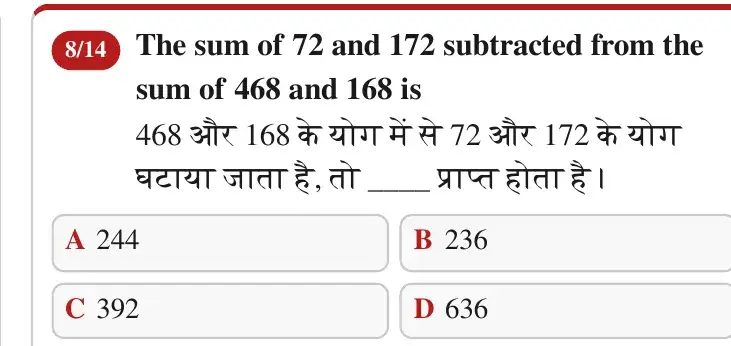 8/14 The sum of 72 and 172 subtracted from the
sum of 468 and 168 is
468 और 168 के योग में से 72 और 172 के योग
घटाया जाता है, तो ____ प्राप्त होता है।
A 244 B 236
C 392 D 636